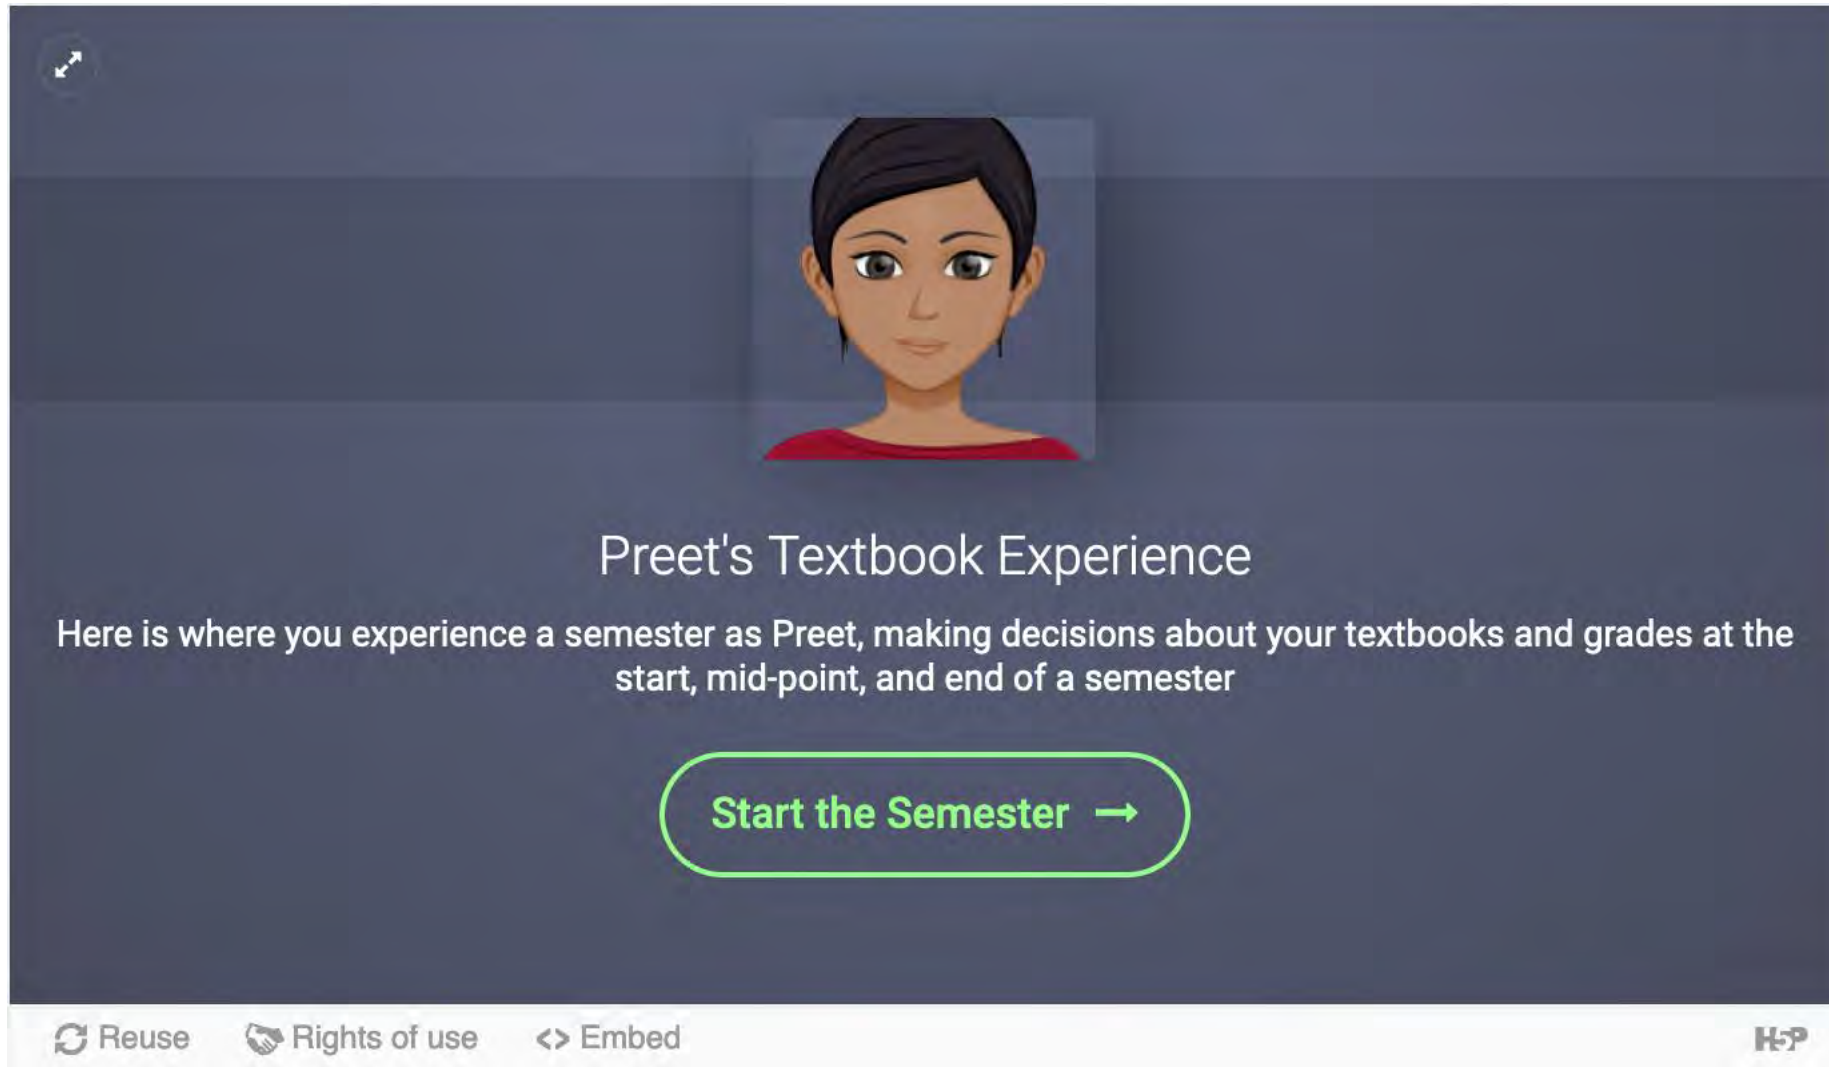 Preet's Textbook Experience
Here is where you experience a semester as Preet, making decisions about your textbooks and grades at the
start, mid-point, and end of a semester
Start the Semester →
Reuse Rights of use <> Embed H5P